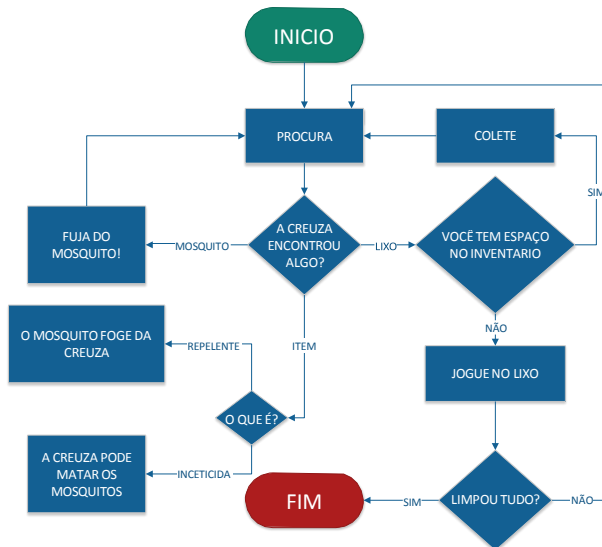 INICIO
PROCURA
COLETE
SIM
FUJA DO
MOSQUITO!
MOSQUITO
A CREUZA
ENCONTROU
ALGO?
LIXO
VOCÊ TEM ESPAÇO
NO INVENTARIO
NÃO
O MOSQUITO FOGE DA
CREUZA
REPELENTE
ITEM
JOGUE NO LIXO
O QUE É?
A CREUZA PODE
MATAR OS
MOSQUITOS
INCETICIDA
FIM
SIM
LIMPOU TUDO?
NÃO